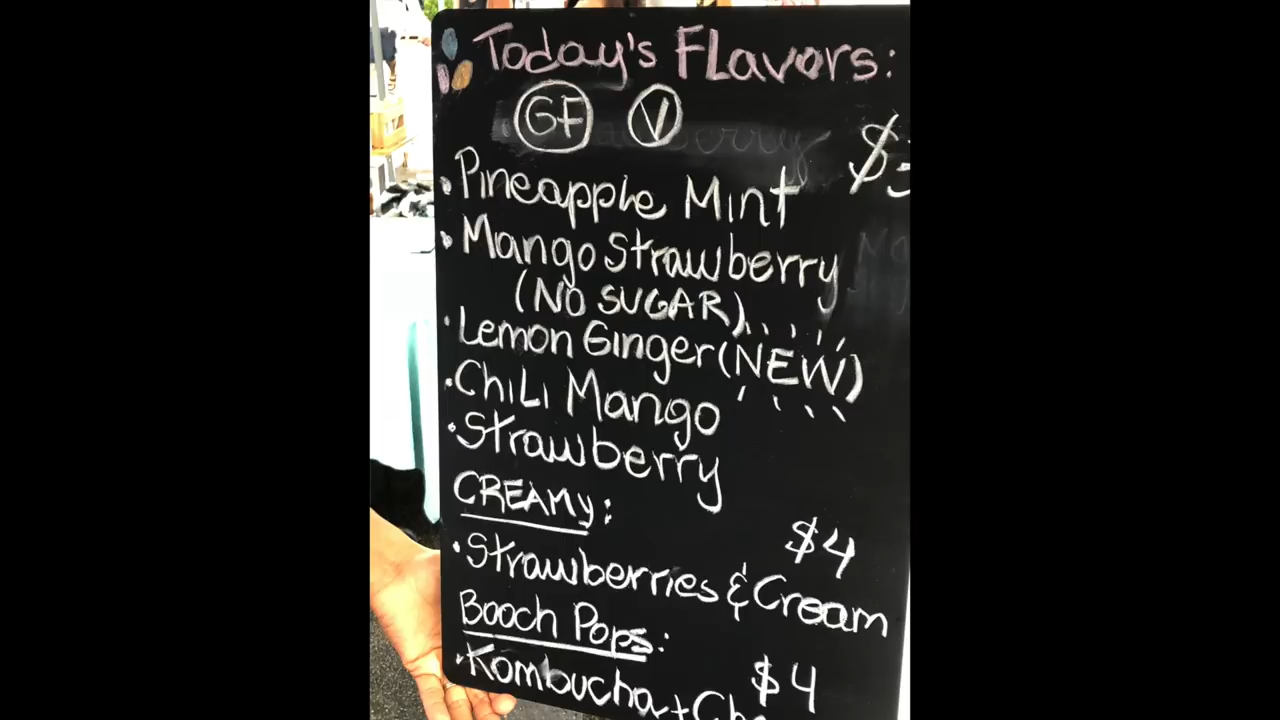 Today's Flavors:
GF V
• Pineapple Mint
• Mango Strawberry
(NO SUGAR)
• Lemon Ginger (NEW)
• Chili Mango
• Strawberry
CREAMY:
$4
• Strawberries & Cream
Booch Pops:
$4
• Kombucha +